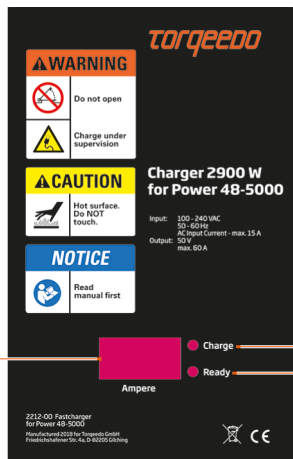 TORQEEDO
WARNING
Do not open
Charge under
supervision
CAUTION
Hot surface.
Do NOT
touch.
NOTICE
Read
manual first
Charger 2900 W
for Power 48-5000
Input: 100 - 240 VAC
50 - 60 Hz
AC Input Current - max. 15 A
Output: 50 V
max. 60 A
Charge
Ready
Ampere
2212-00 Fastcharger
for Power 48-5000
Manufactured 2019 for Torqeedo GmbH
Friedrichshafener Str. 4a, D-82205 Gilching
CE